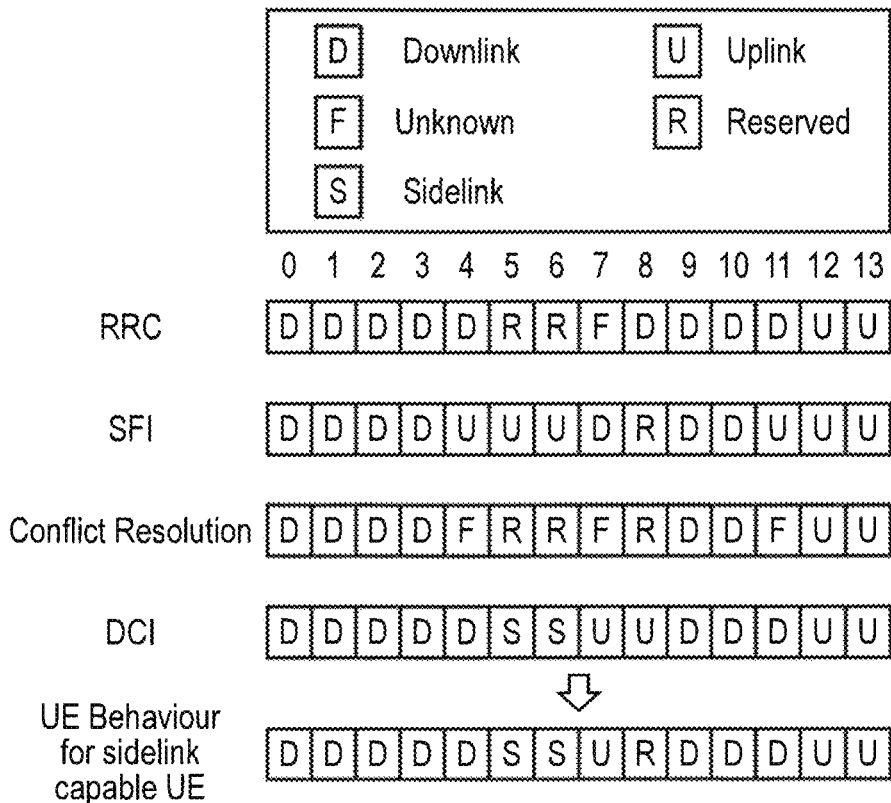 D Downlink U Uplink
F Unknown R Reserved
S Sidelink
0 1 2 3 4 5 6 7 8 9 10 11 12 13
RRC D D D D D R R F D D D D U U
SFI D D D D U U U D R D D U U U
Conflict Resolution D D D D F R R F R D D F U U
DCI D D D D D S S U U D D D U U
UE Behaviour
for sidelink
capable UE
D D D D D S S U R D D D U U